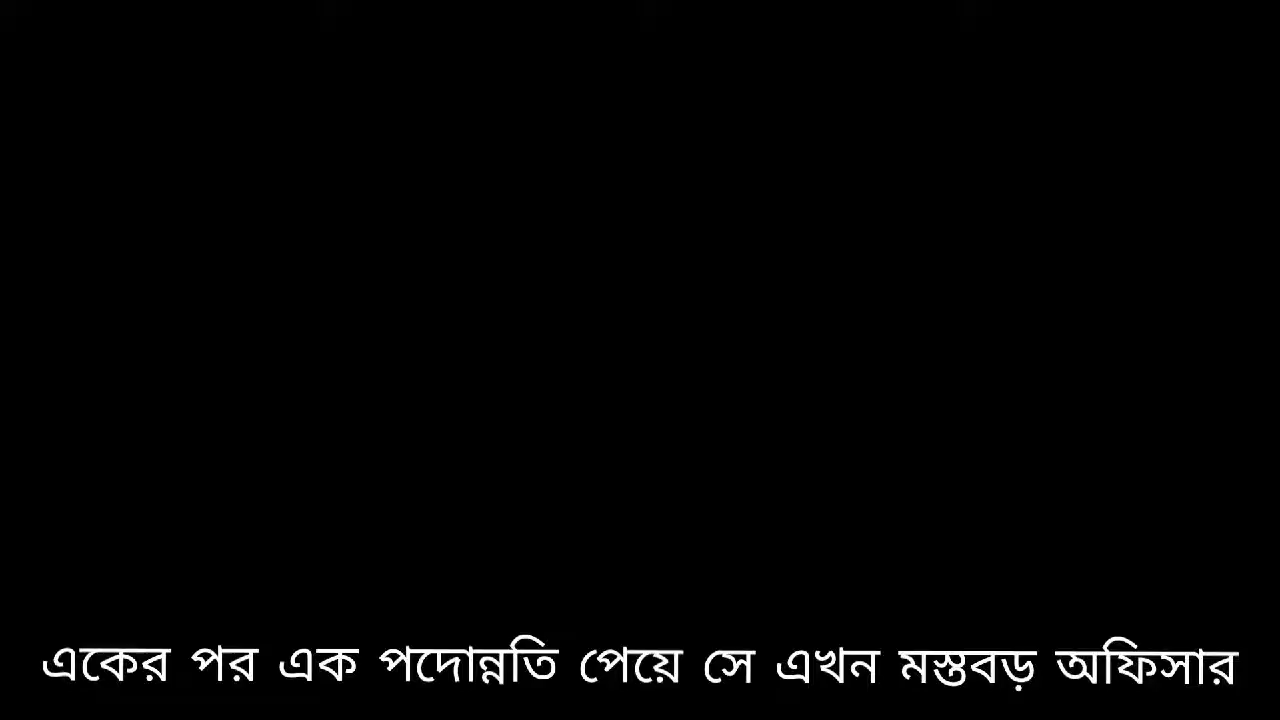 একের পর এক পদোন্নতি পেয়ে সে এখন মস্তবড় অফিসার